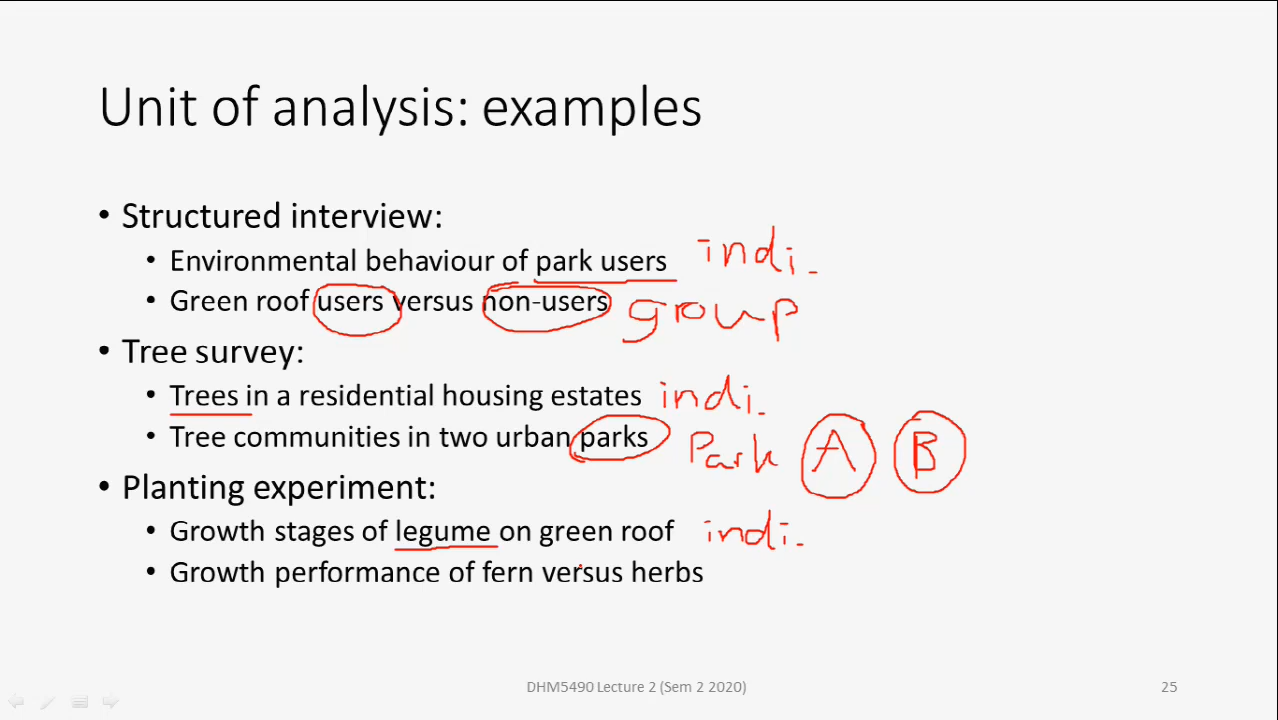 Unit of analysis: examples
• Structured interview:
• Environmental behaviour of park users indi.
• Green roof users versus non-users group
• Tree survey:
• Trees in a residential housing estates indi.
• Tree communities in two urban parks Park A B
• Planting experiment:
• Growth stages of legume on green roof indi.
• Growth performance of fern versus herbs
DHM5490 Lecture 2 (Sem 2 2020) 25